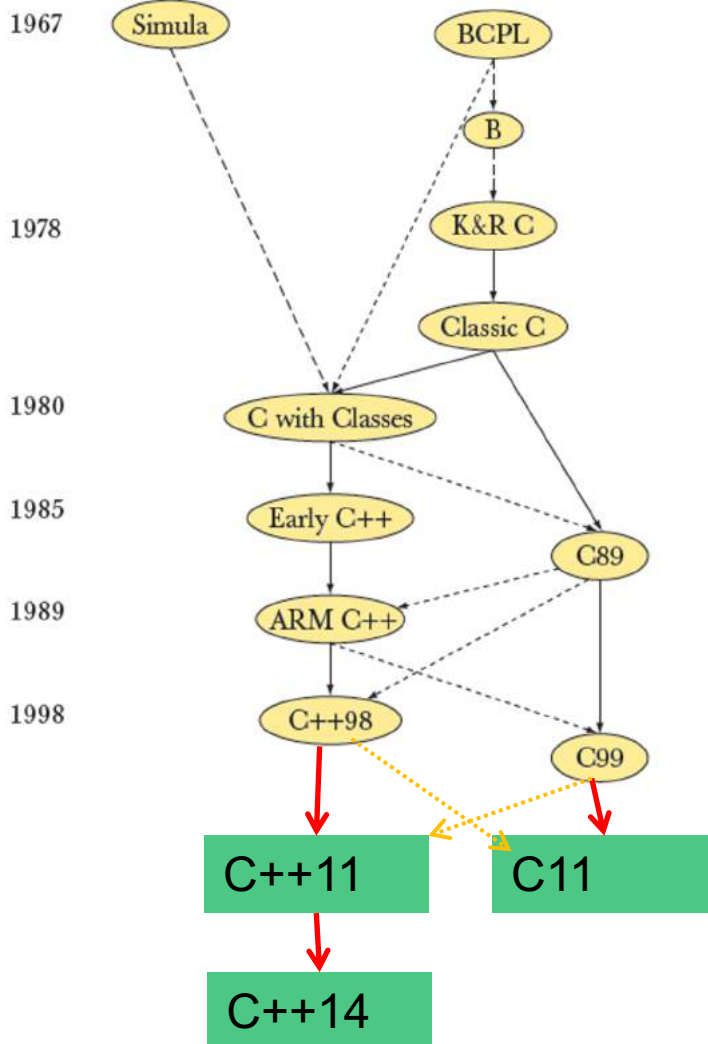 1967
Simula
BCPL
B
1978
K&R C
Classic C
1980
C with Classes
1985
Early C++
C89
1989
ARM C++
1998
C++98
C99
C++11
C11
C++14